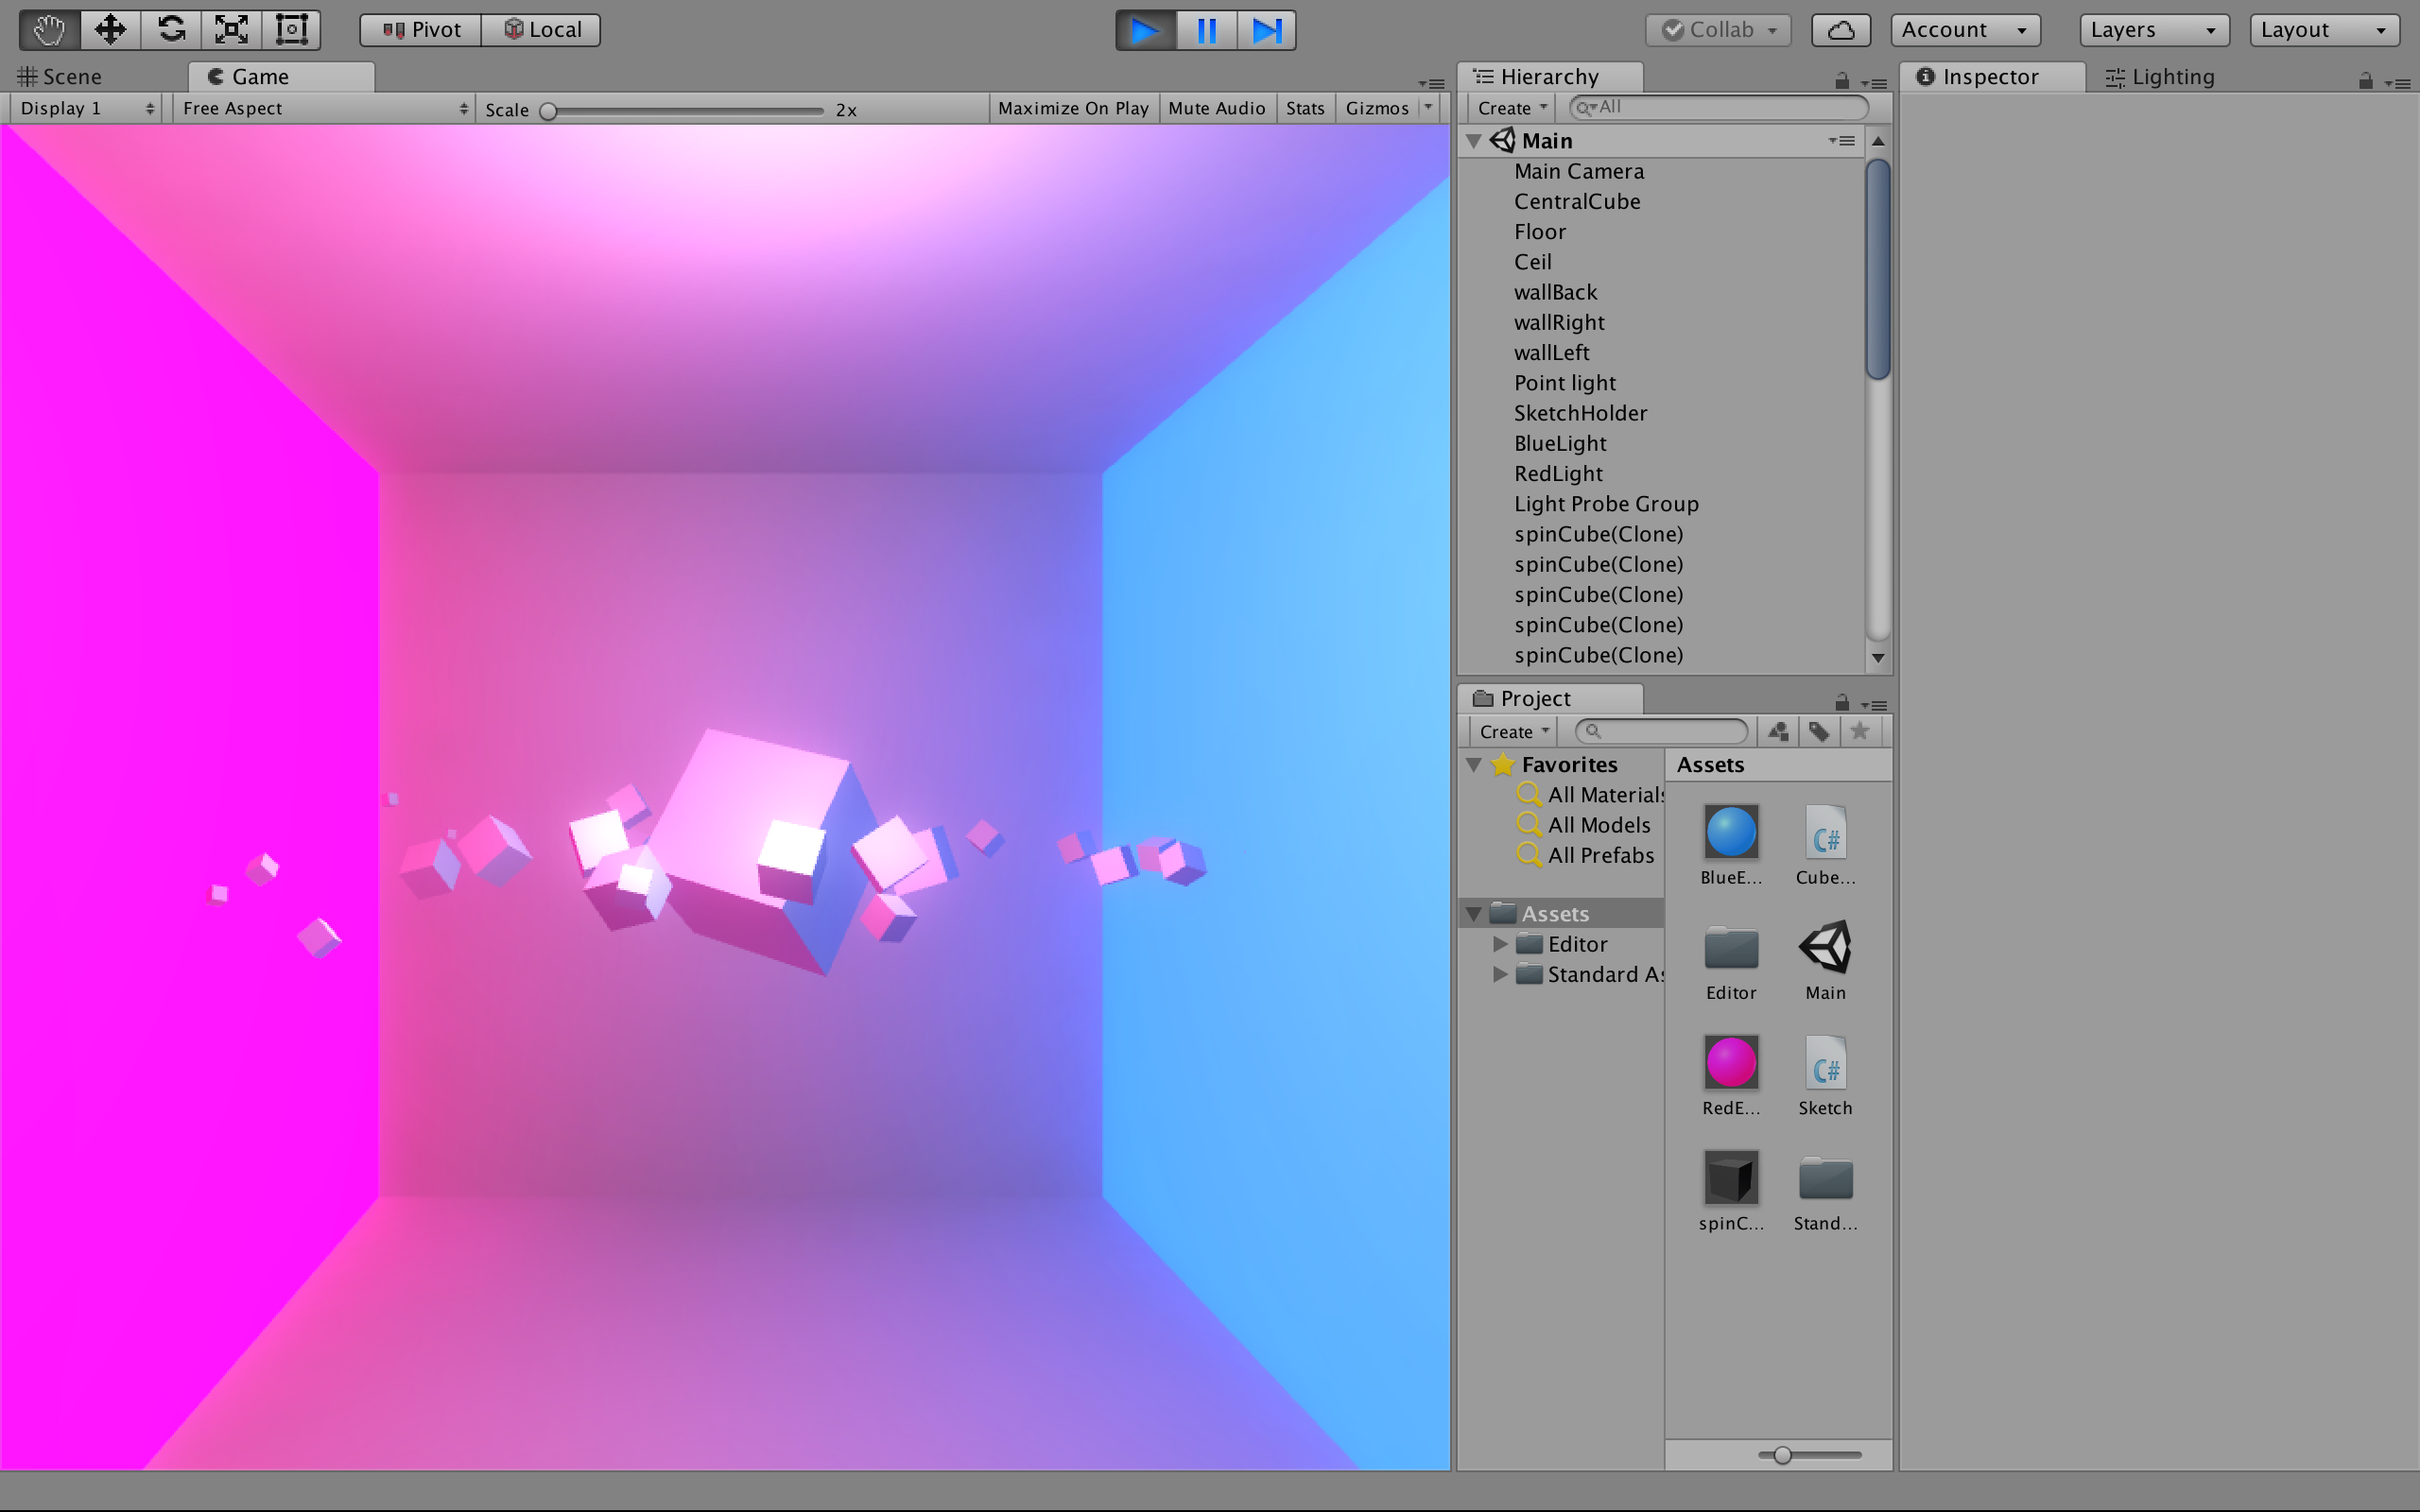 Pivot Local Collab Account Layers Layout
Scene Game
Display 1 Free Aspect Scale 2x Maximize On Play Mute Audio Stats Gizmos
Hierarchy
Create All
Main
Main Camera
CentralCube
Floor
Ceil
wallBack
wallRight
wallLeft
Point light
SketchHolder
BlueLight
RedLight
Light Probe Group
spinCube(Clone)
spinCube(Clone)
spinCube(Clone)
spinCube(Clone)
spinCube(Clone)
Project
Create
Favorites
All Materials
All Models
All Prefabs
Assets
Editor
Standard As
Assets
BlueE... Cube...
C#
Editor Main
RedE... Sketch
C#
spinC... Stand...
Inspector Lighting